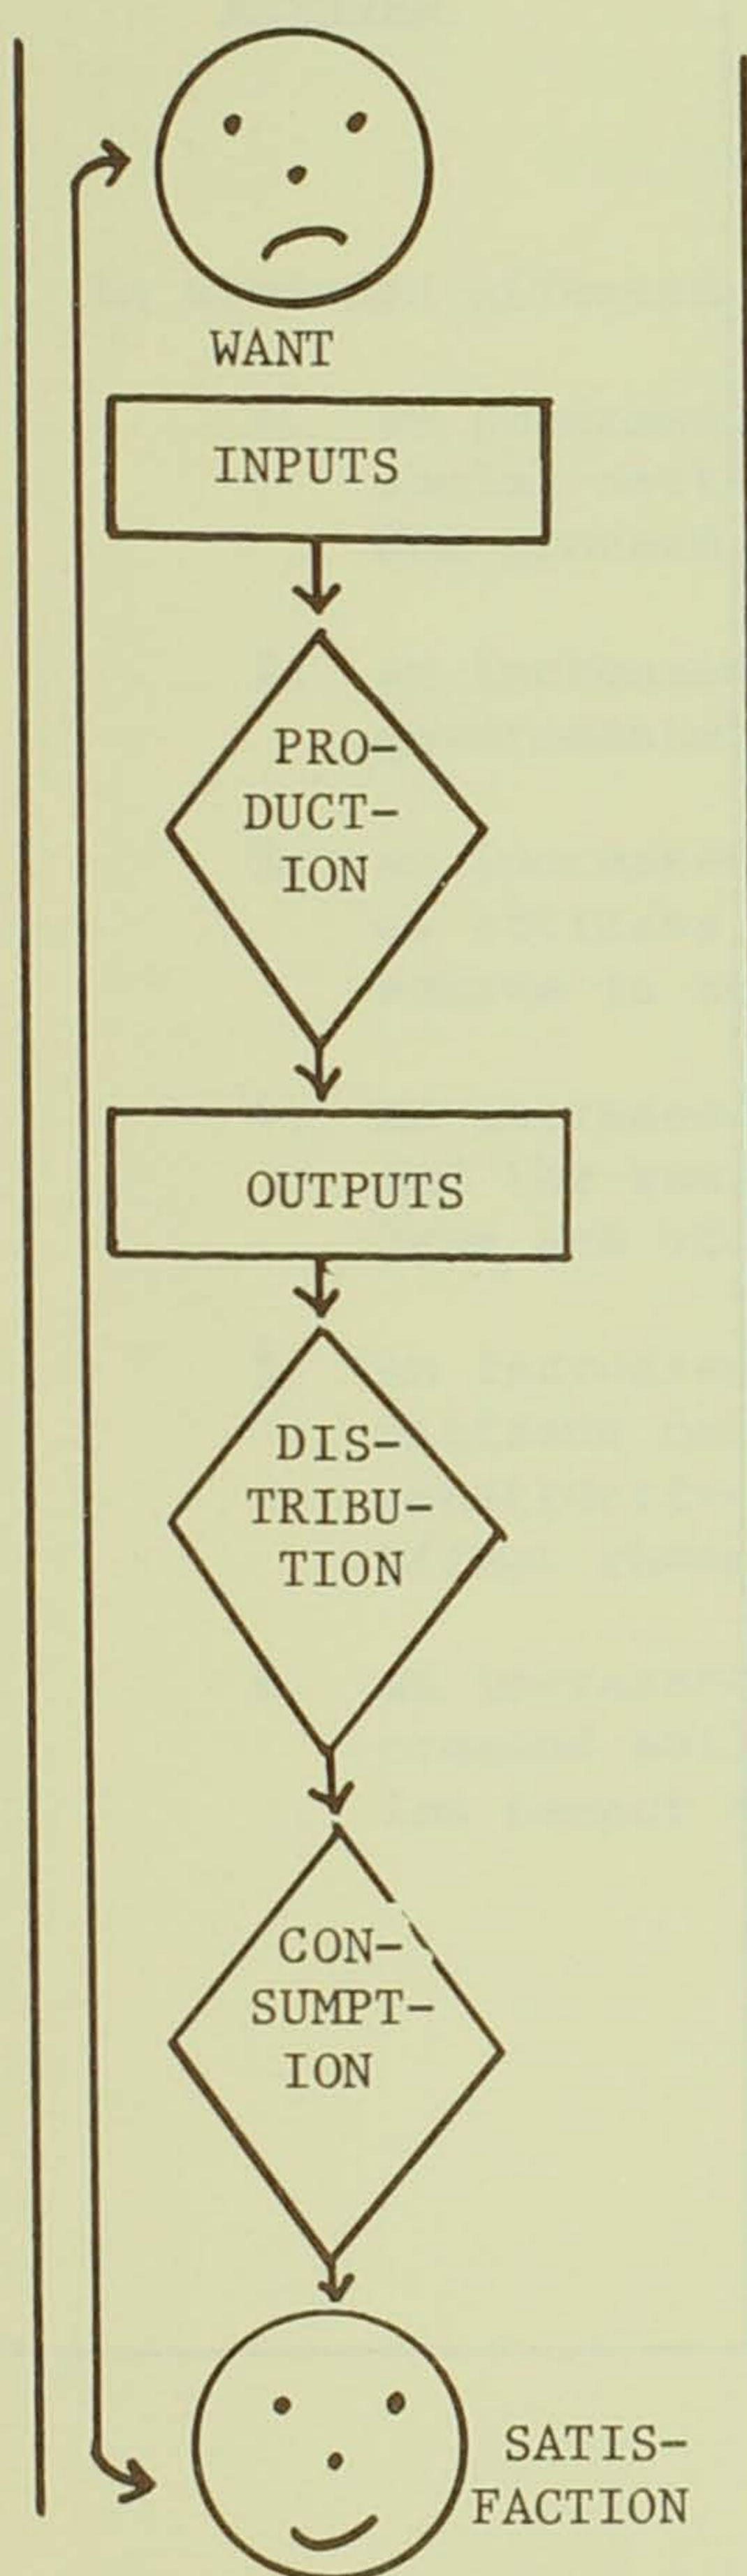 WANT
INPUTS
PRO-
DUCT-
ION
OUTPUTS
DIS-
TRIBU-
TION
CON-
SUMPT-
ION
SATIS-
FACTION